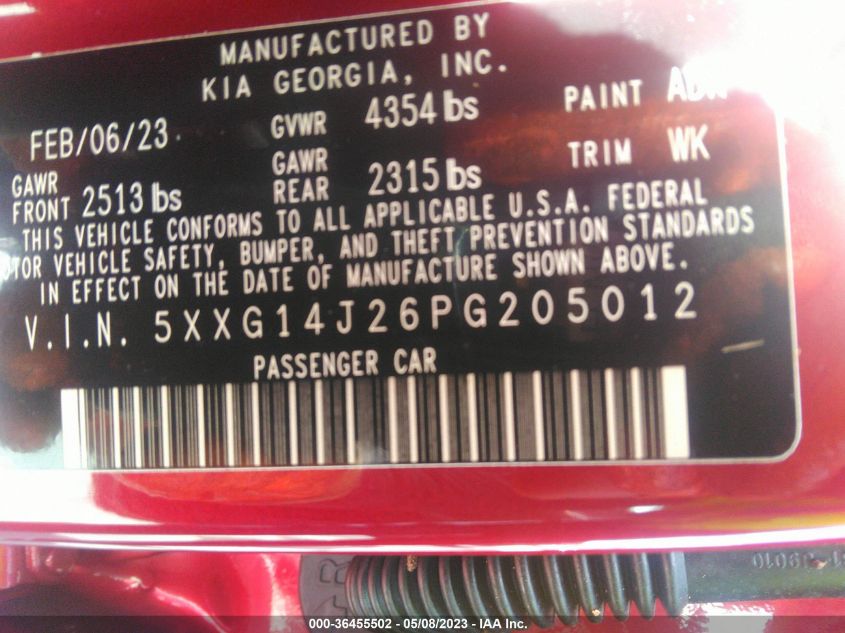 MANUFACTURED BY
KIA GEORGIA, INC.
FEB/06/23 GVWR 4354 lbs PAINT
GAWR FRONT 2513 lbs GAWR REAR 2315 lbs TRIM WK
THIS VEHICLE CONFORMS TO ALL APPLICABLE U.S.A. FEDERAL
VEHICLE SAFETY, BUMPER, AND THEFT PREVENTION STANDARDS
IN EFFECT ON THE DATE OF MANUFACTURE SHOWN ABOVE.
V.I.N. 5XXG14J26PG205012
PASSENGER CAR
000-36455502 - 05/08/2023 - IAA Inc.